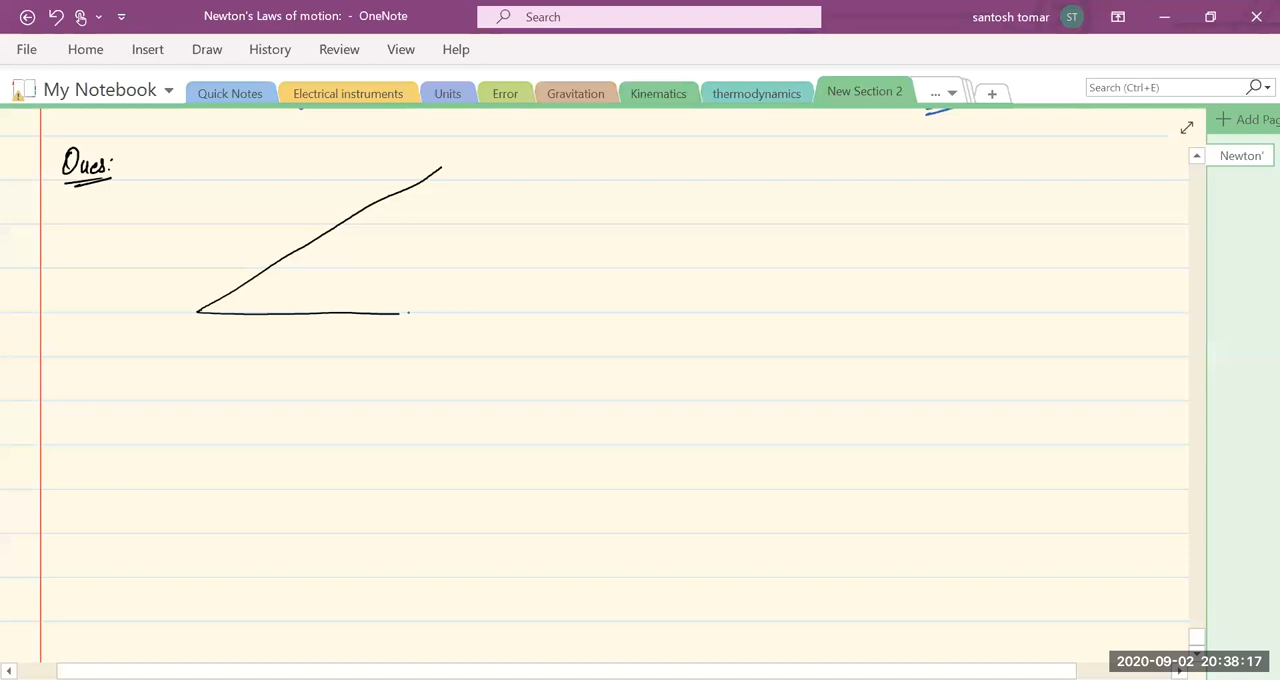 Newton's Laws of motion: - OneNote
Search
santosh tomar
ST
File Home Insert Draw History Review View Help
My Notebook
Quick Notes
Electrical instruments
Units
Error
Gravitation
Kinematics
thermodynamics
New Section 2
...
+
Search (Ctrl+E)
+ Add Pag
Newton'
Ques:
2020-09-02 20:38:17